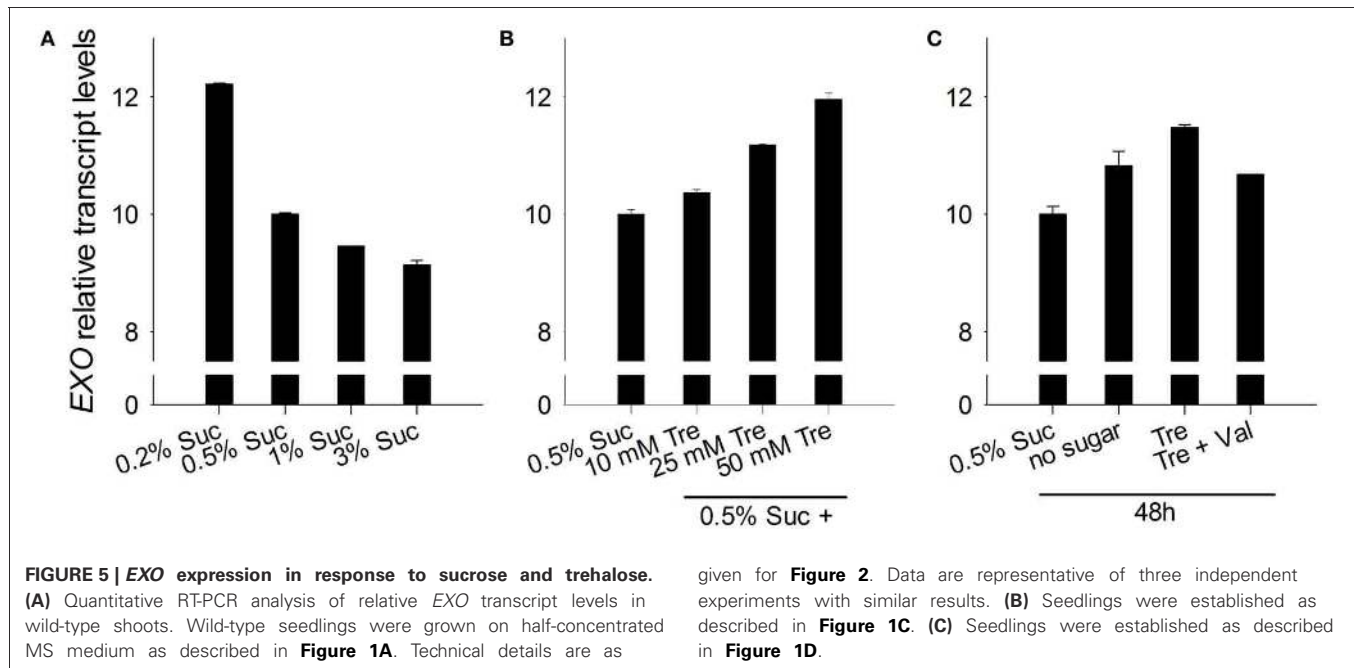 A
B
C
EXO relative transcript levels
12
10
8
0
0.2% Suc
0.5% Suc
1% Suc
3% Suc
12
10
8
0
0.5% Suc
10 mM Tre
25 mM Tre
50 mM Tre
0.5% Suc +
12
10
8
0
0.5% Suc
no sugar
Tre
Tre + Val
48h
FIGURE 5 | EXO expression in response to sucrose and trehalose.
(A) Quantitative RT-PCR analysis of relative EXO transcript levels in
wild-type shoots. Wild-type seedlings were grown on half-concentrated
MS medium as described in Figure 1A. Technical details are as
given for Figure 2. Data are representative of three independent
experiments with similar results. (B) Seedlings were established as
described in Figure 1C. (C) Seedlings were established as described
in Figure 1D.